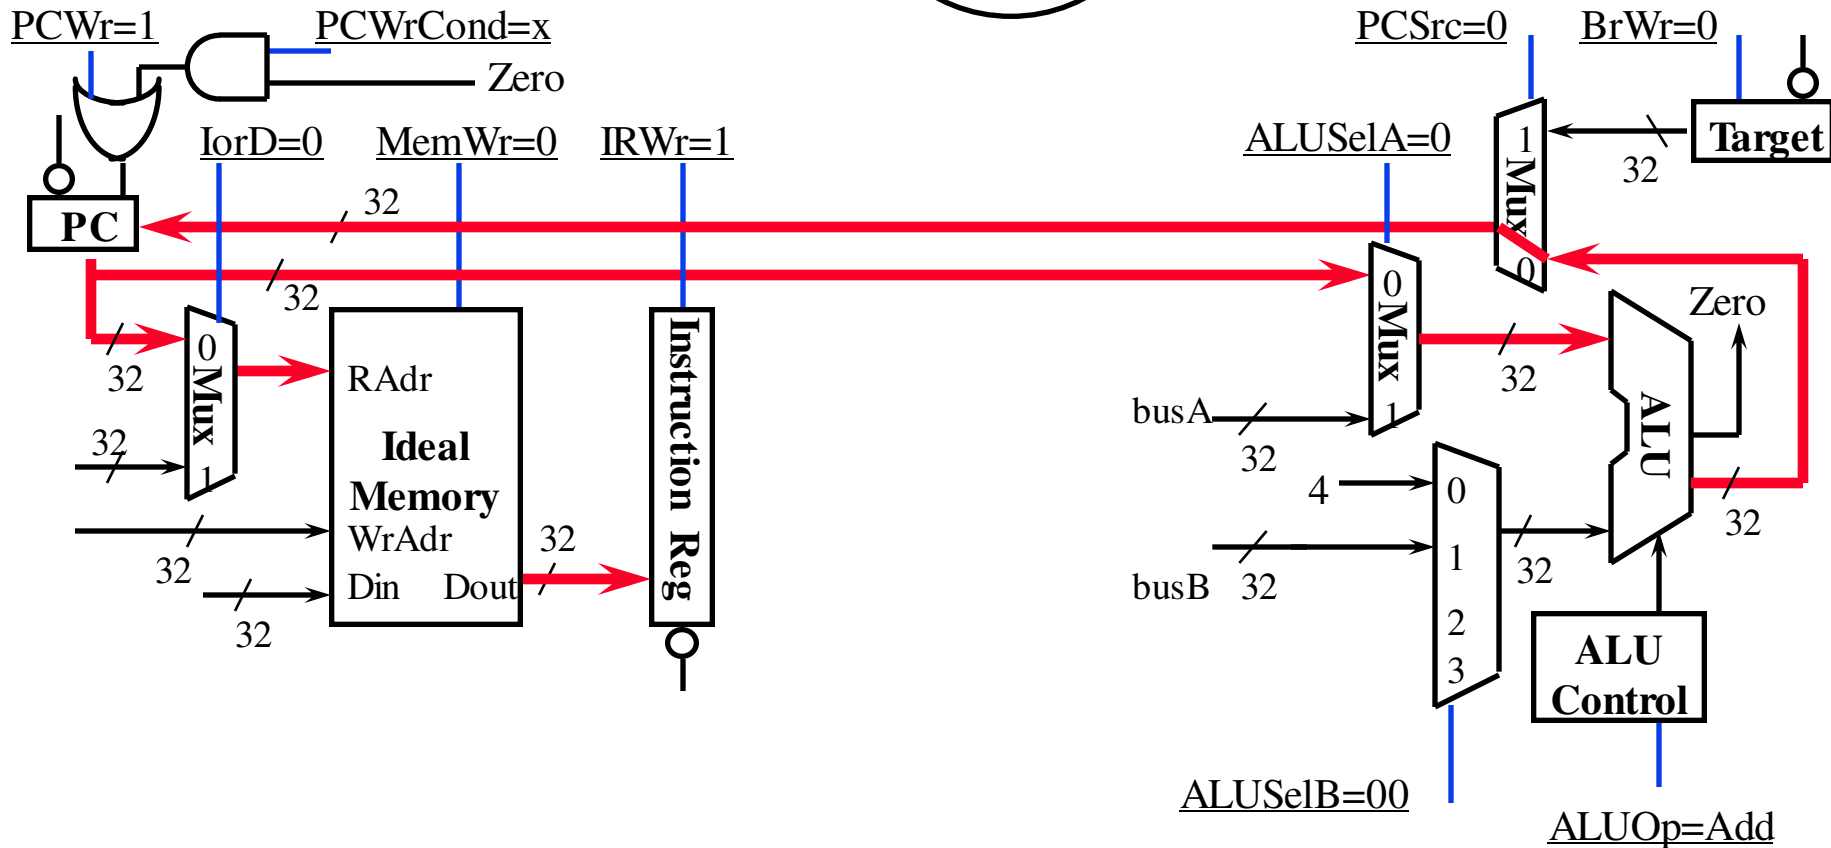 PCWr=1
PCWrCond=x
PCSrc=0
BrWr=0
Zero
IorD=0
MemWr=0
IRWr=1
ALUSelA=0
1
Mux
0
32
Target
PC
32
32
0
Mux
1
32
32
32
32
RAdr
Ideal
Memory
WrAdr
Din
Dout
32
Instruction Reg
0
Mux
1
32
busA
32
Zero
ALU
32
4
0
1
2
3
32
busB
32
ALU
Control
ALUSelB=00
ALUOp=Add